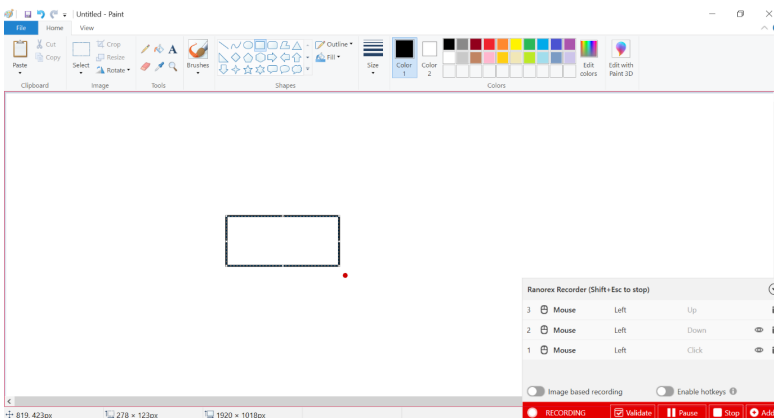 Untitled - Paint
File Home View
Paste
Cut
Copy
Clipboard
Select
Crop
Resize
Rotate
Image
A
Tools
Brushes
Outline
Fill
Shapes
Size
Color 1
Color 2
Colors
Edit colors
Edit with Paint 3D
Ranorex Recorder (Shift+Esc to stop)
3 Mouse Left Up
2 Mouse Left Down
1 Mouse Left Click
Image based recording Enable hotkeys
RECORDING Validate Pause Stop Add
819, 423px 278 × 123px 1920 × 1018px